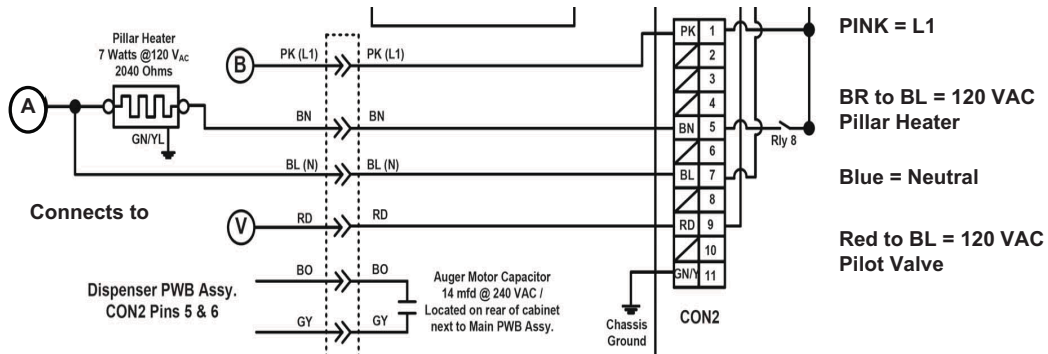 Pillar Heater
7 Watts @120 VAC
2040 Ohms
A
GN/YL
B
PK (L1) PK (L1)
BN BN
BL (N) BL (N)
Connects to
V
RD RD
BO BO
GY GY
Dispenser PWB Assy.
CON2 Pins 5 & 6
Auger Motor Capacitor
14 mfd @ 240 VAC /
Located on rear of cabinet
next to Main PWB Assy.
Chassis
Ground
PK 1
2
3
4
BN 5
6
BL 7
8
RD 9
10
GN/Y 11
CON2
Rly 8
PINK = L1
BR to BL = 120 VAC
Pillar Heater
Blue = Neutral
Red to BL = 120 VAC
Pilot Valve